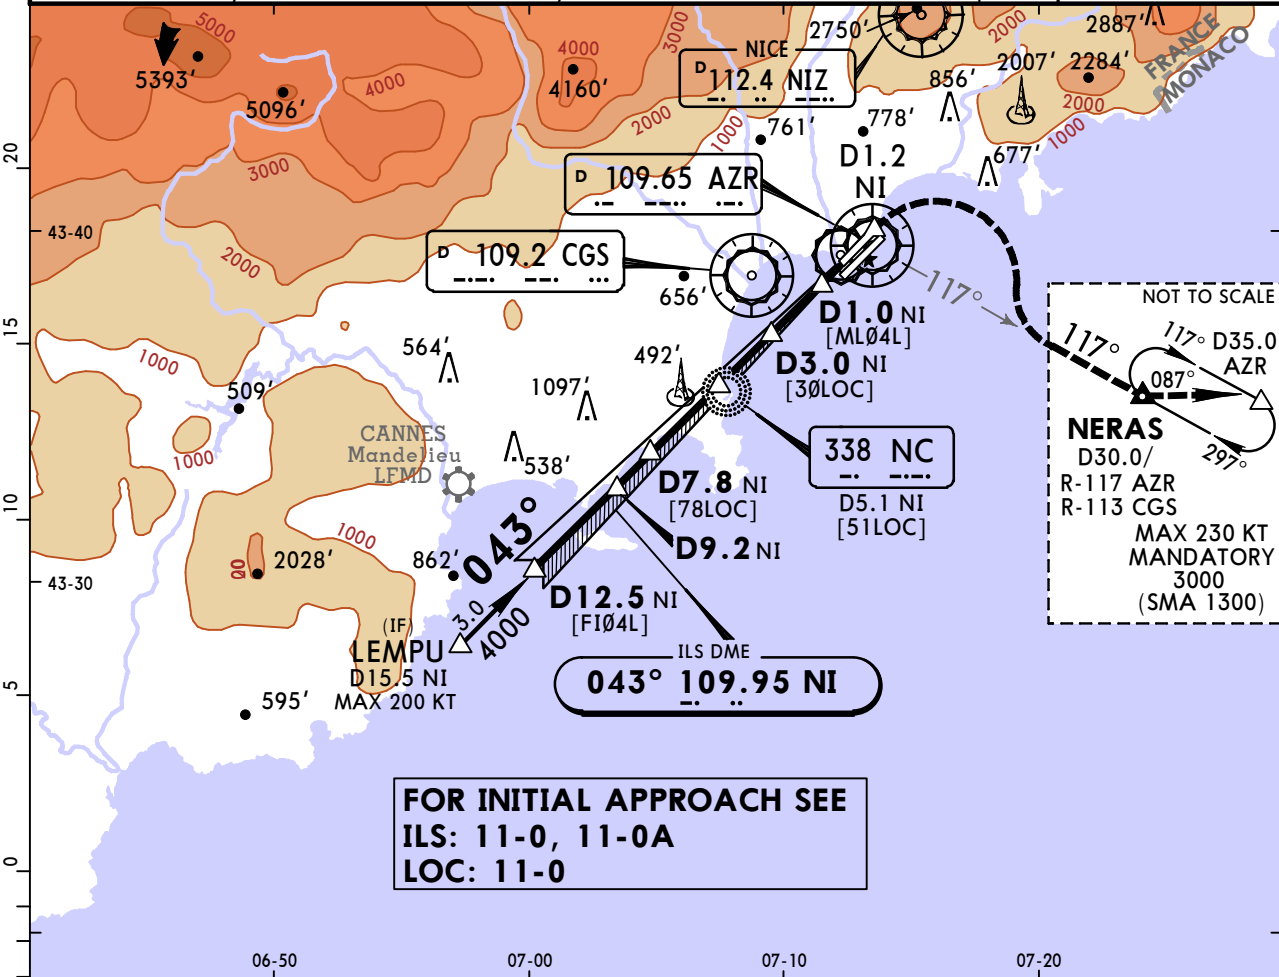 5000
5393′
5096′
4000
3000
2000
4000
4160′
3000
2000
1000
2750′
NICE
D 112.4 NIZ
-· ·· --··
761′
778′
856′
2007′
2000
2887′
2284′
2000
1000
677′
FRANCE
MONACO
20
43-40
D 109.65 AZR
·- --·· ·-·
D 109.2 CGS
-·-· --· ···
656′
D1.2
NI
117°
D1.0 NI
[MLØ4L]
D3.0 NI
[3ØLOC]
15
1000
509′
564′
492′
1097′
CANNES
Mandelieu
LFMD
538′
1000
338 NC
-· -·-·
D5.1 NI
[51LOC]
D7.8 NI
[78LOC]
D9.2 NI
10
43-30
2028′
1000
862′
043°
D12.5 NI
[FIØ4L]
3.0
4000
(IF)
LEMPU
D15.5 NI
MAX 200 KT
ILS DME
043° 109.95 NI
-· ··
5
595′
NOT TO SCALE
117°
117°
D35.0
AZR
087°
297°
NERAS
D30.0/
R-117 AZR
R-113 CGS
MAX 230 KT
MANDATORY
3000
(SMA 1300)
FOR INITIAL APPROACH SEE
ILS: 11-0, 11-0A
LOC: 11-0
0
06-50
07-00
07-10
07-20